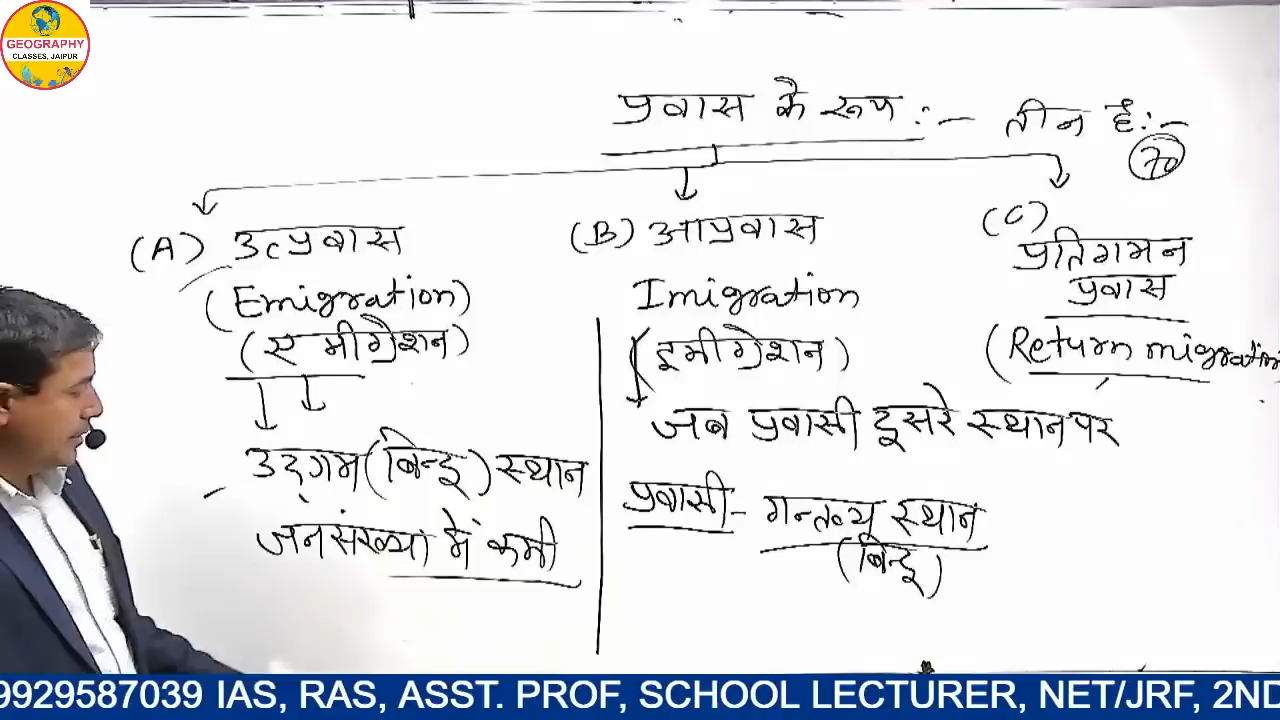 GEOGRAPHY
CLASSES, JAIPUR
प्रवास के रूप :- तीन है:-
70
(A) उत्प्रवास
(Emigration)
(एमीग्रेशन)
उद्गम (बिन्दु) स्थान
जनसंख्या में कमी
(B) आप्रवास
Imigration
(इमीग्रेशन)
जब प्रवासी दूसरे स्थान पर
प्रवासी - गन्तव्य स्थान
(बिन्दु)
(C)
प्रतिगमन
प्रवास
(Return migration
9929587039 IAS, RAS, ASST. PROF, SCHOOL LECTURER, NET/JRF, 2ND